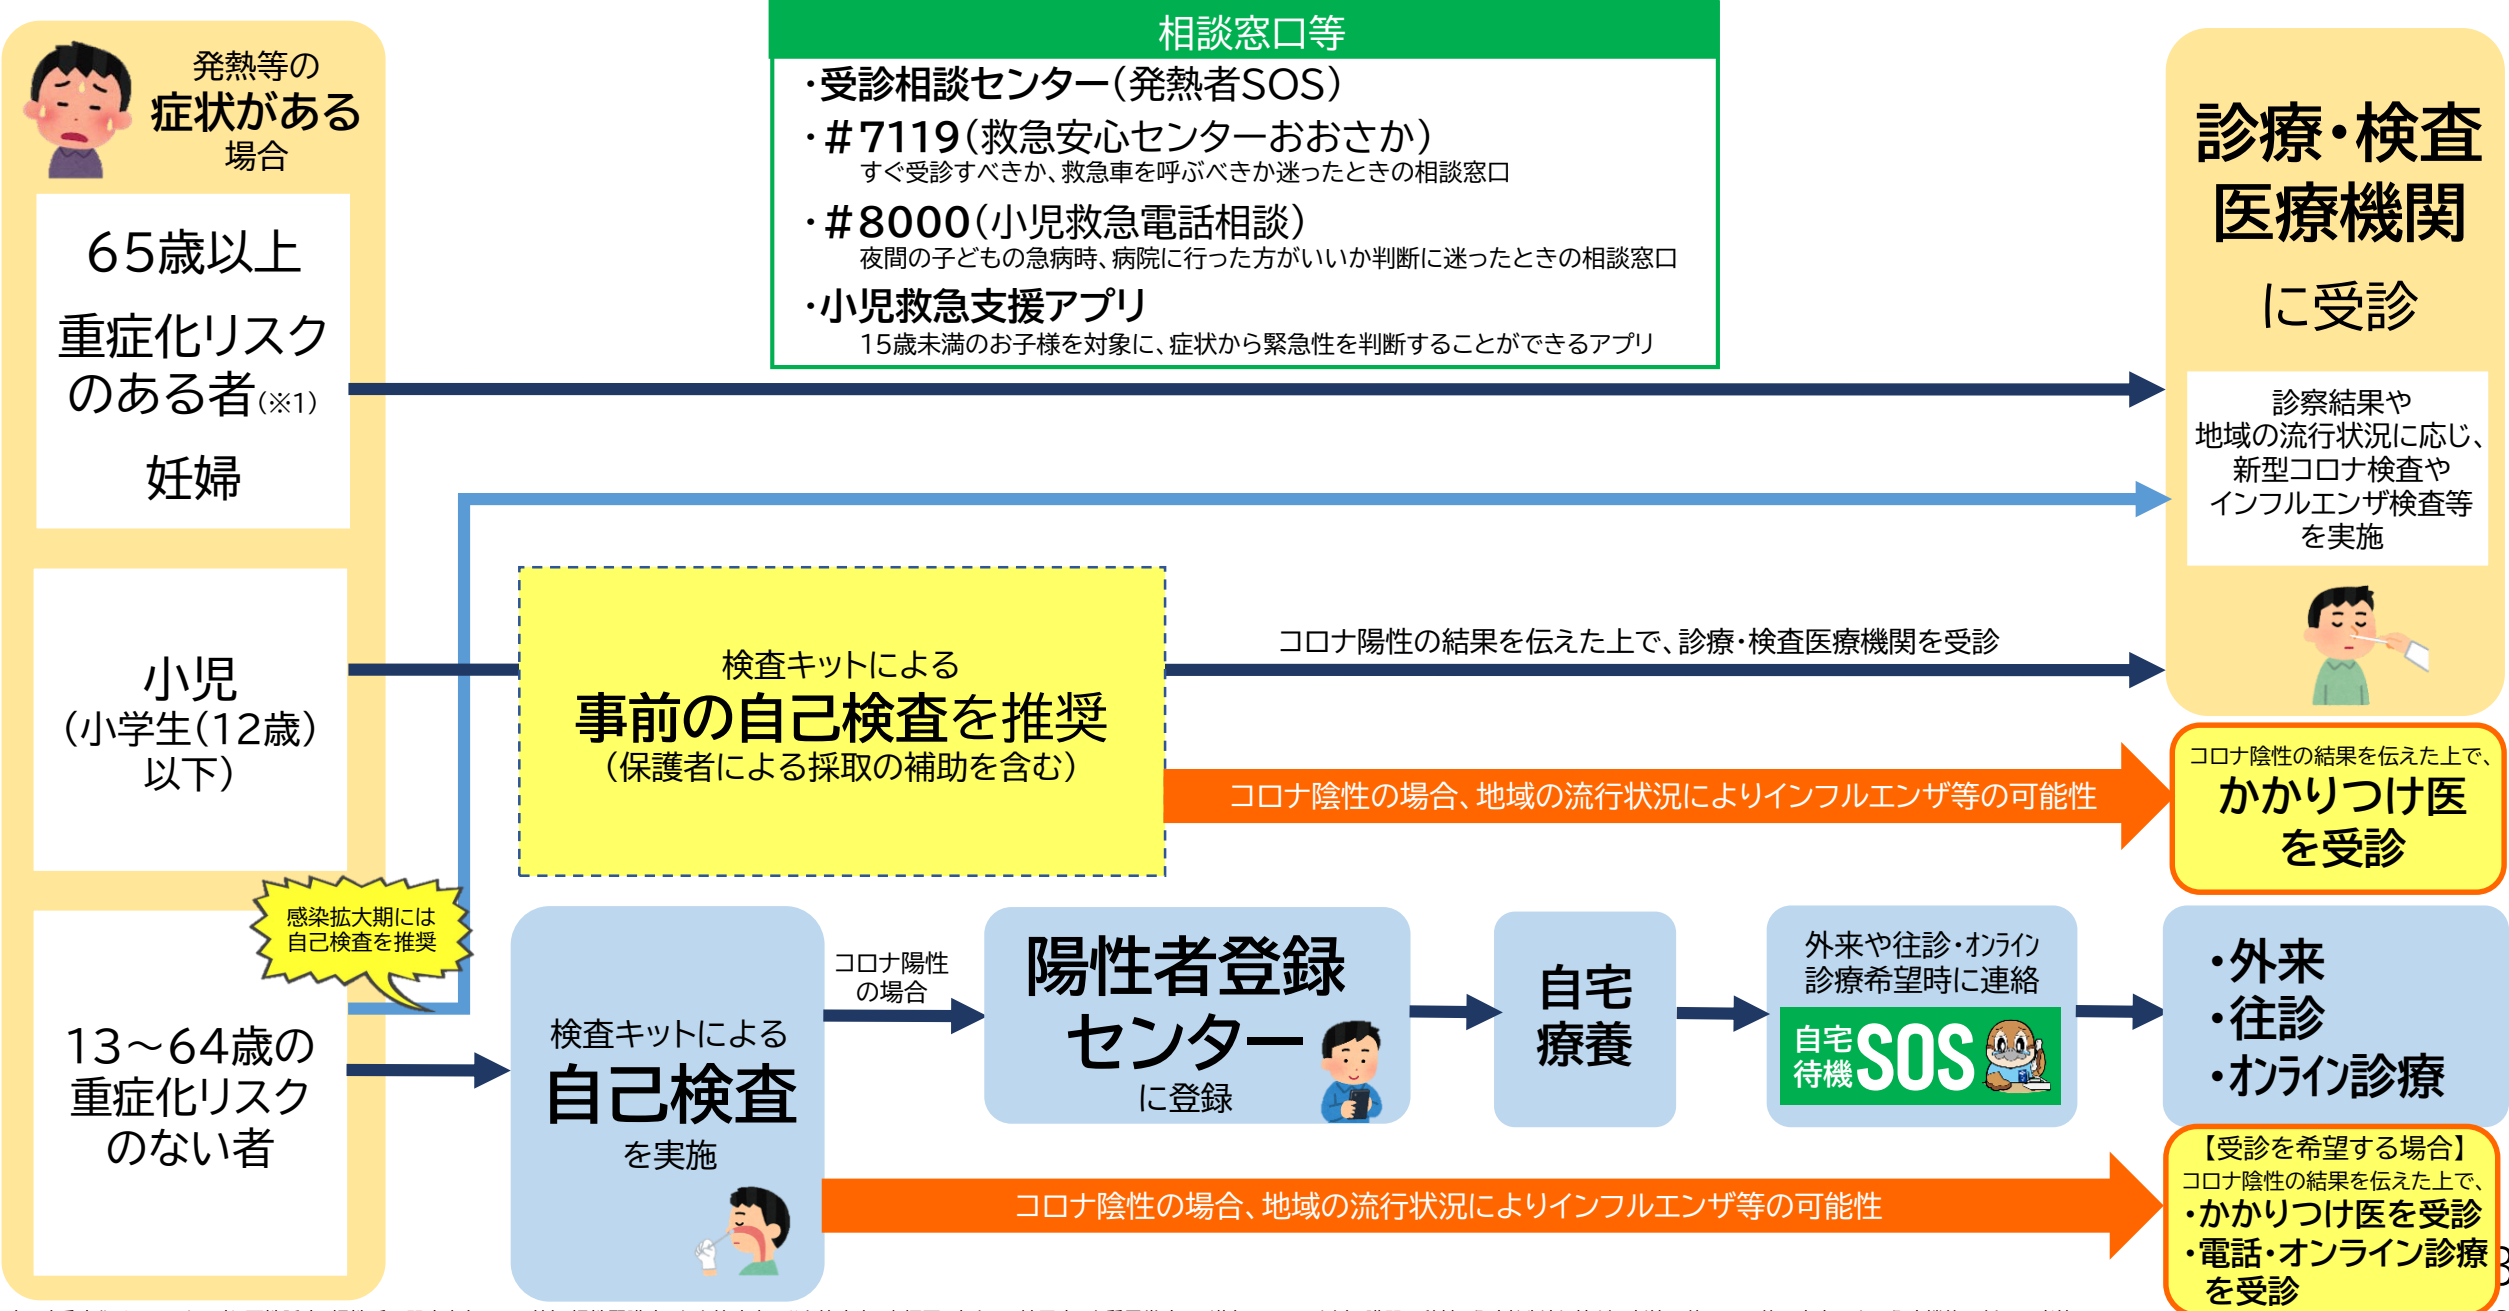 発熱等の
症状がある
場合
65歳以上
重症化リスク
のある者(※1)
妊婦
小児
(小学生(12歳)
以下)
感染拡大期には
自己検査を推奨
13～64歳の
重症化リスク
のない者
相談窓口等
・受診相談センター(発熱者SOS)
・#7119(救急安心センターおおさか)
すぐ受診すべきか、救急車を呼ぶべきか迷ったときの相談窓口
・#8000(小児救急電話相談)
夜間の子どもの急病時、病院に行った方がいいか判断に迷ったときの相談窓口
・小児救急支援アプリ
15歳未満のお子様を対象に、症状から緊急性を判断することができるアプリ
診療・検査
医療機関
に受診
診察結果や
地域の流行状況に応じ、
新型コロナ検査や
インフルエンザ検査等
を実施
検査キットによる
事前の自己検査を推奨
(保護者による採取の補助を含む)
コロナ陽性の結果を伝えた上で、診療・検査医療機関を受診
コロナ陰性の場合、地域の流行状況によりインフルエンザ等の可能性
コロナ陰性の結果を伝えた上で、
かかりつけ医
を受診
検査キットによる
自己検査
を実施
コロナ陽性
の場合
陽性者登録
センター
に登録
自宅
療養
外来や往診・オンライン
診療希望時に連絡
自宅
待機
SOS
・外来
・往診
・オンライン診療
コロナ陰性の場合、地域の流行状況によりインフルエンザ等の可能性
【受診を希望する場合】
コロナ陰性の結果を伝えた上で、
・かかりつけ医を受診
・電話・オンライン診療
を受診